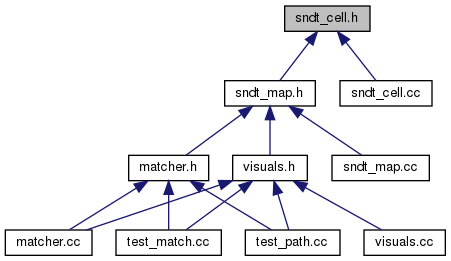 sndt_cell.h
sndt_map.h
sndt_cell.cc
matcher.h
visuals.h
sndt_map.cc
matcher.cc
test_match.cc
test_path.cc
visuals.cc